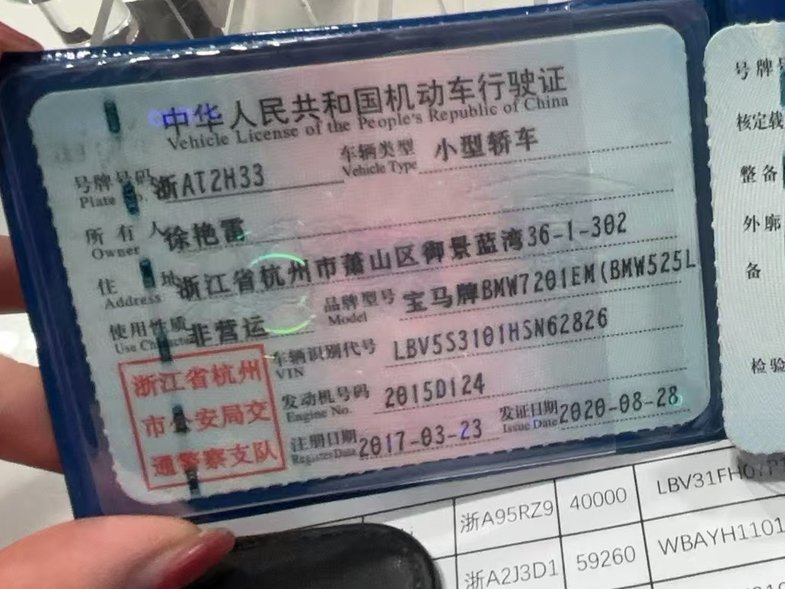 中华人民共和国机动车行驶证
Vehicle License of the People's Republic of China
号牌号码 浙AT2H33 车辆类型 小型轿车
Plate No. Vehicle Type
所有人 徐艳雷
Owner
住址 浙江省杭州市萧山区御景蓝湾36-1-302
Address
使用性质 非营运 品牌型号 宝马牌BMW7201EM(BMW525L
Use Character Model
浙江省杭州
市公安局交
通警察支队
车辆识别代号 LBV5S3101HSN62826
VIN
发动机号码 20150124
Engine No.
注册日期 2017-03-23 发证日期 2020-08-28
Register Date Issue Date
号牌号
核定载
整备
外廓
备
检验
浙A95RZ9 40000 LBV31FH07P
浙A2J3D1 59260 WBAYH1101